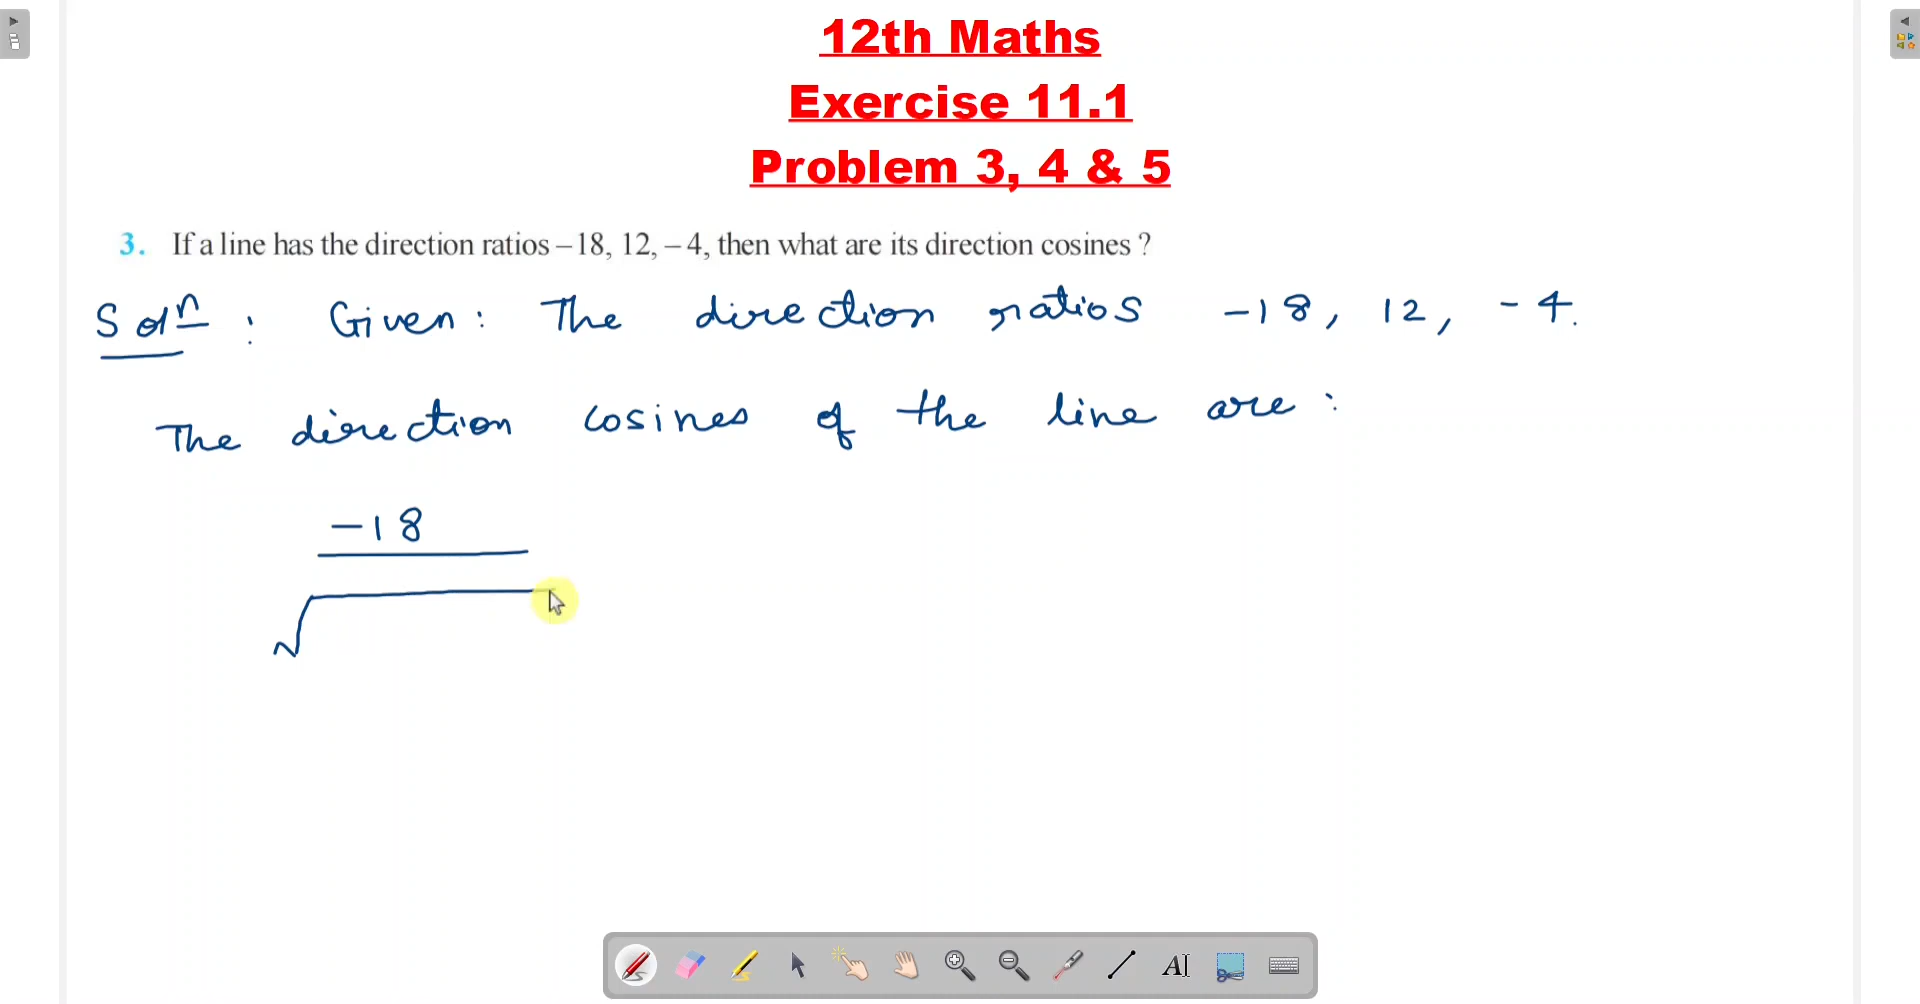 12th Maths
Exercise 11.1
Problem 3, 4 & 5
3. If a line has the direction ratios –18, 12, – 4, then what are its direction cosines ?
Soln : Given : The direction ratios -18, 12, -4.
The direction cosines of the line are :
-18
√
AI